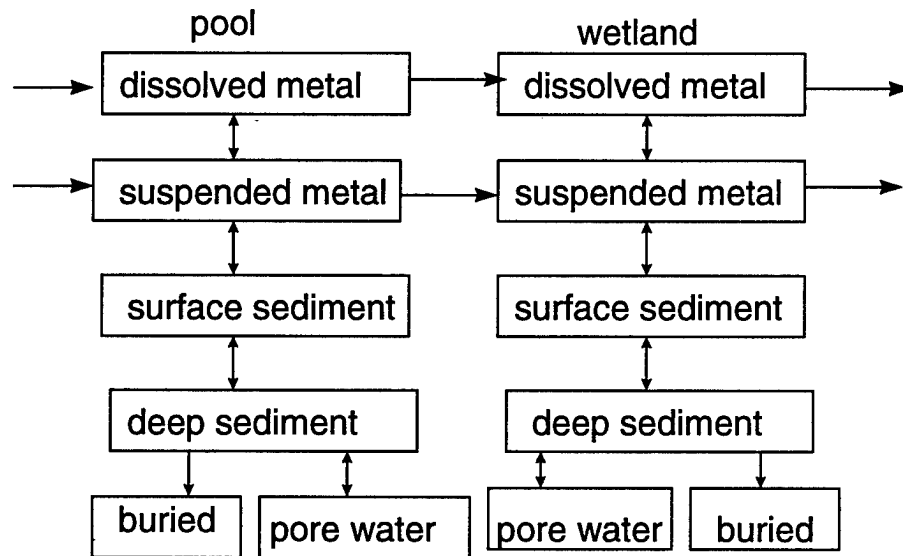 pool wetland
dissolved metal dissolved metal
suspended metal suspended metal
surface sediment surface sediment
deep sediment deep sediment
buried pore water pore water buried